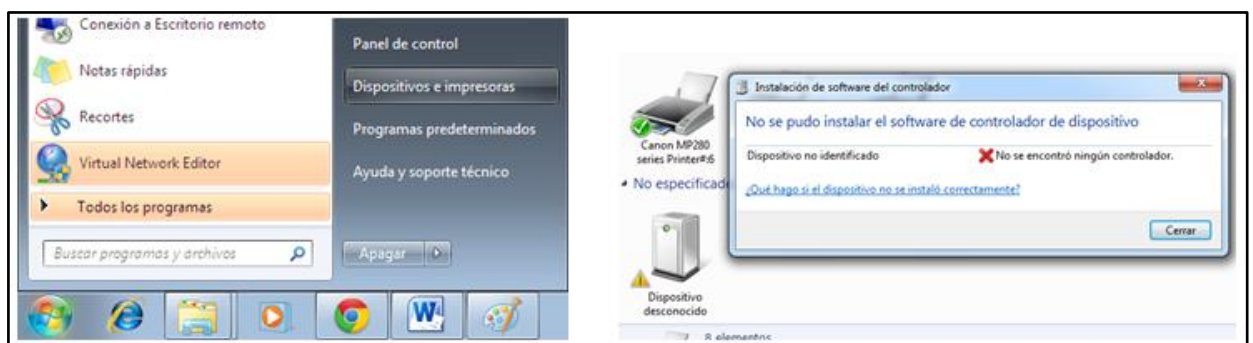 Conexión a Escritorio remoto
Notas rápidas
Recortes
Virtual Network Editor
Todos los programas
Buscar programas y archivos
Panel de control
Dispositivos e impresoras
Programas predeterminados
Ayuda y soporte técnico
Apagar
Canon MP280
series Printer#:6
No especificad
Dispositivo
desconocido
8 elementos
Instalación de software del controlador
No se pudo instalar el software de controlador de dispositivo
Dispositivo no identificado
No se encontró ningún controlador.
¿Qué hago si el dispositivo no se instaló correctamente?
Cerrar